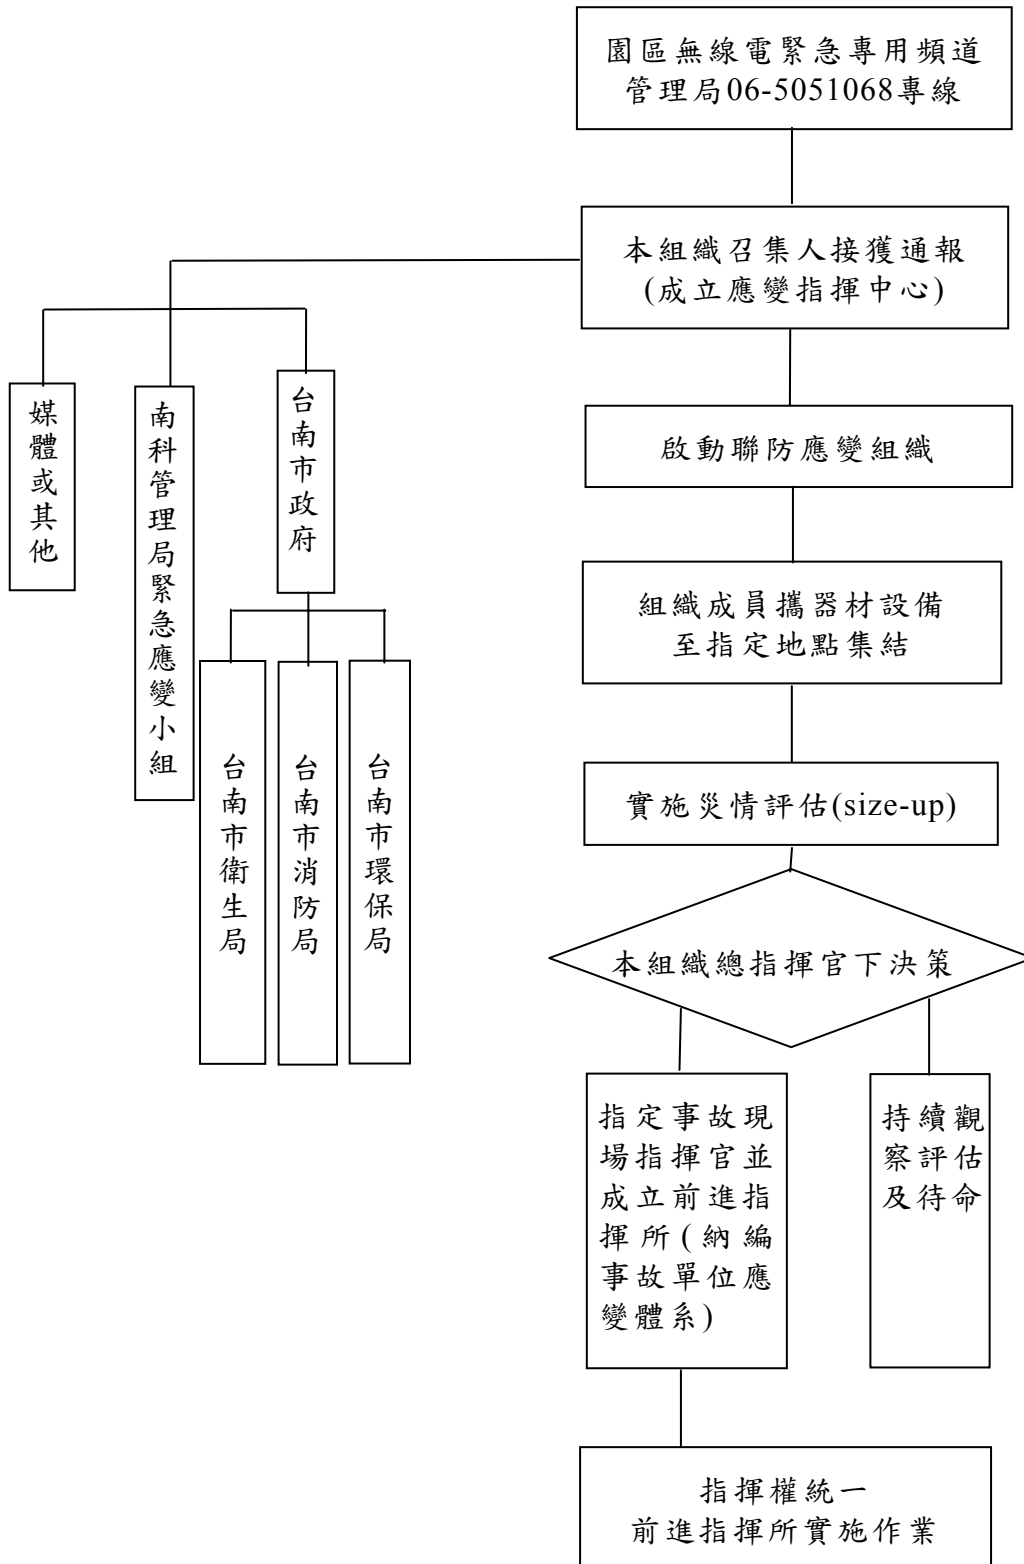 園區無線電緊急專用頻道
管理局06-5051068專線
本組織召集人接獲通報
(成立應變指揮中心)
媒體或其他
南科管理局緊急應變小組
台南市政府
台南市衛生局
台南市消防局
台南市環保局
啟動聯防應變組織
組織成員攜器材設備
至指定地點集結
實施災情評估(size-up)
本組織總指揮官下決策
指定事故現
場指揮官並
成立前進指
揮所(納編
事故單位應
變體系)
持續觀
察評估
及待命
指揮權統一
前進指揮所實施作業